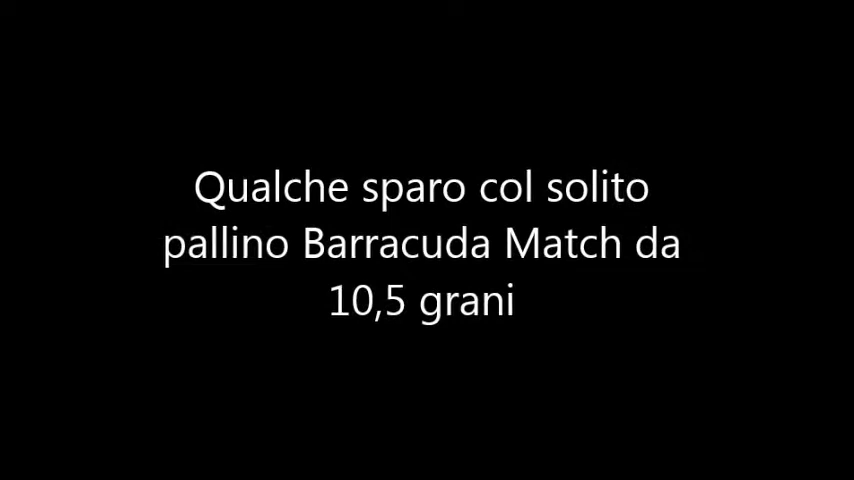 Qualche sparo col solito
pallino Barracuda Match da
10,5 grani